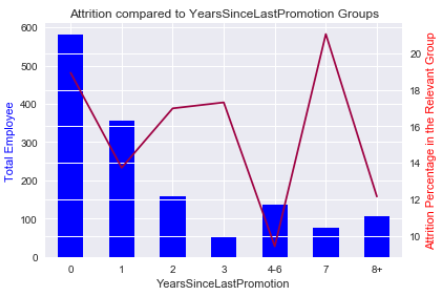 Attrition compared to YearsSinceLastPromotion Groups
600
500
400
300
200
100
0
Total Employee
20
18
16
14
12
10
Attrition Percentage in the Relevant Group
0 1 2 3 4-6 7 8+
YearsSinceLastPromotion